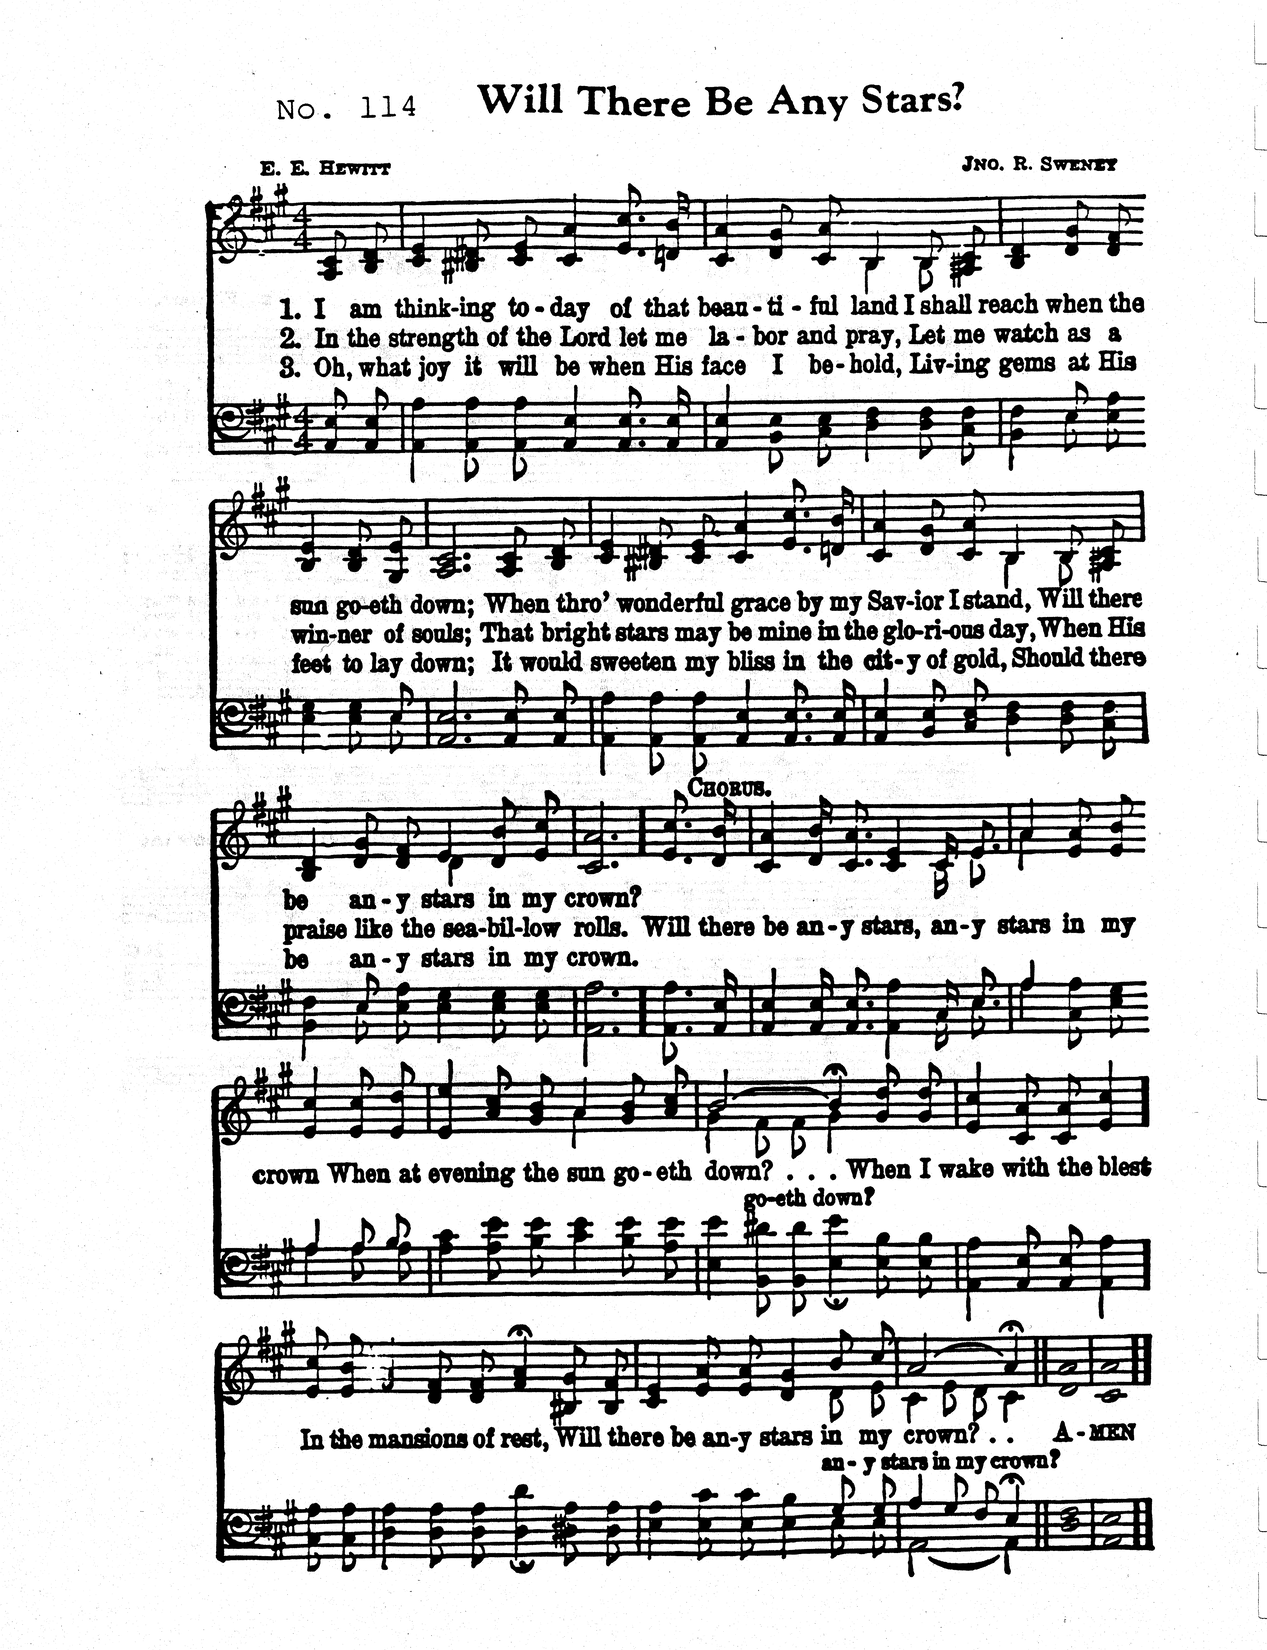 No. 114 Will There Be Any Stars?
E. E. HEWITT JNO. R. SWENEY
1. I am think-ing to-day of that beau-ti-ful land I shall reach when the
2. In the strength of the Lord let me la-bor and pray, Let me watch as a
3. Oh, what joy it will be when His face I be-hold, Liv-ing gems at His
sun go-eth down; When thro' wonderful grace by my Sav-ior I stand, Will there
win-ner of souls; That bright stars may be mine in the glo-ri-ous day, When His
feet to lay down; It would sweeten my bliss in the cit-y of gold, Should there
CHORUS.
be an-y stars in my crown?
praise like the sea-bil-low rolls. Will there be an-y stars, an-y stars in my
be an-y stars in my crown.
crown When at evening the sun go-eth down? . . . When I wake with the blest
go-eth down?
In the mansions of rest, Will there be an-y stars in my crown? . . A-MEN
an-y stars in my crown?